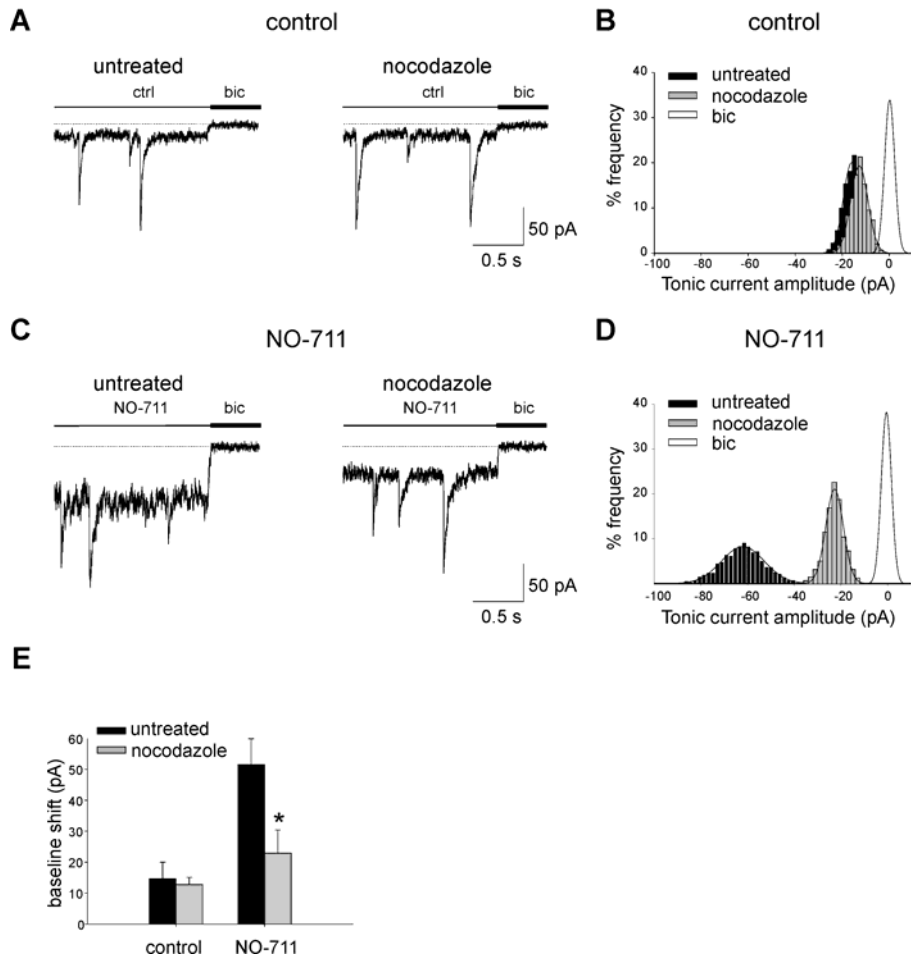 A
control
untreated
nocodazole
ctrl
bic
ctrl
bic
50 pA
0.5 s
B
control
untreated
nocodazole
bic
% frequency
40
30
20
10
0
-100
-80
-60
-40
-20
0
Tonic current amplitude (pA)
C
NO-711
untreated
nocodazole
NO-711
bic
NO-711
bic
50 pA
0.5 s
D
NO-711
untreated
nocodazole
bic
% frequency
40
30
20
10
-100
-80
-60
-40
-20
0
Tonic current amplitude (pA)
E
untreated
nocodazole
baseline shift (pA)
60
50
40
30
20
10
0
*
control
NO-711